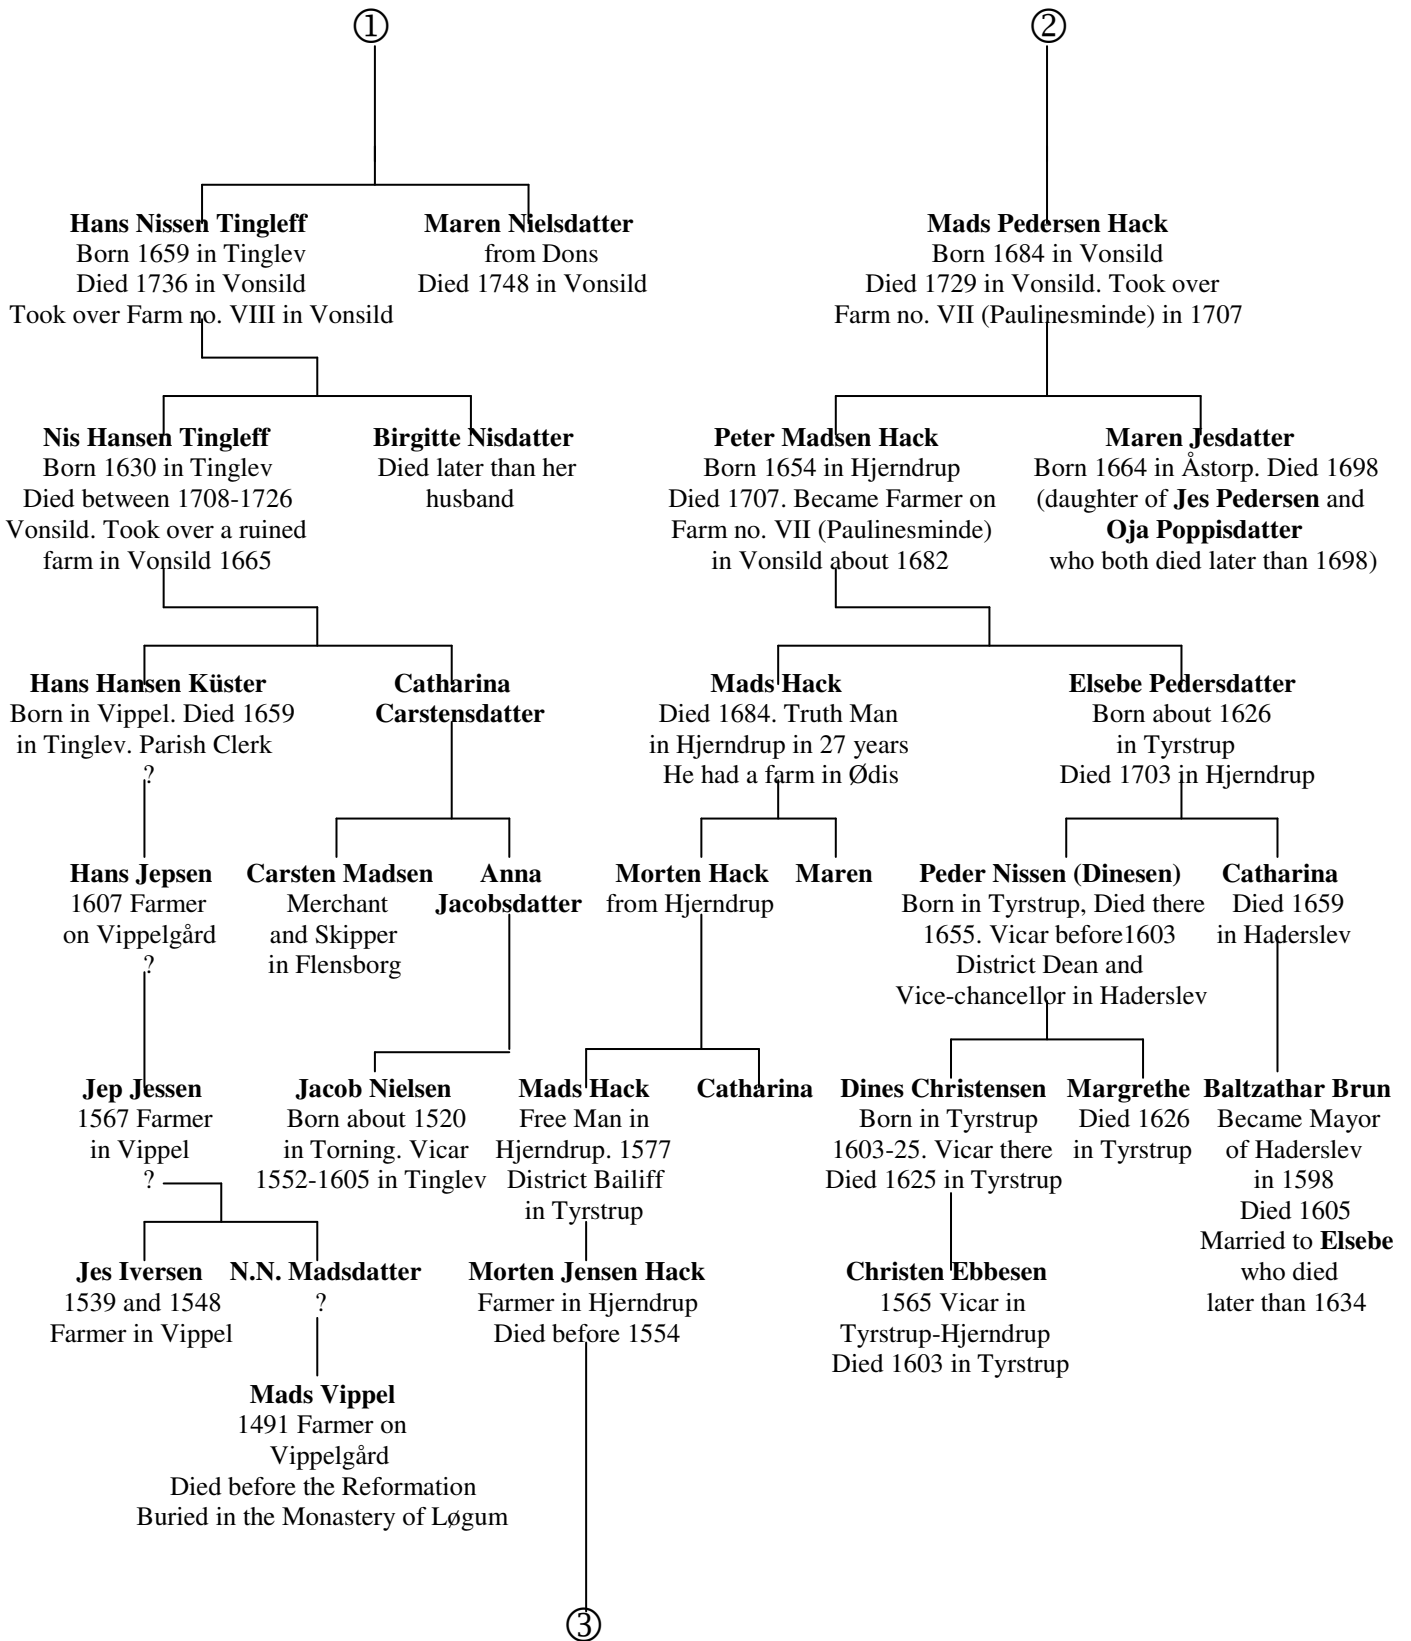 ①
②
Hans Nissen Tingleff
Born 1659 in Tinglev
Died 1736 in Vonsild
Took over Farm no. VIII in Vonsild
Maren Nielsdatter
from Dons
Died 1748 in Vonsild
Mads Pedersen Hack
Born 1684 in Vonsild
Died 1729 in Vonsild. Took over
Farm no. VII (Paulinesminde) in 1707
Nis Hansen Tingleff
Born 1630 in Tinglev
Died between 1708-1726
Vonsild. Took over a ruined
farm in Vonsild 1665
Birgitte Nisdatter
Died later than her
husband
Peter Madsen Hack
Born 1654 in Hjerndrup
Died 1707. Became Farmer on
Farm no. VII (Paulinesminde)
in Vonsild about 1682
Maren Jesdatter
Born 1664 in Åstorp. Died 1698
(daughter of Jes Pedersen and
Oja Poppisdatter
who both died later than 1698)
Hans Hansen Küster
Born in Vippel. Died 1659
in Tinglev. Parish Clerk
?
Catharina
Carstensdatter
Mads Hack
Died 1684. Truth Man
in Hjerndrup in 27 years
He had a farm in Ødis
Elsebe Pedersdatter
Born about 1626
in Tyrstrup
Died 1703 in Hjerndrup
Hans Jepsen
1607 Farmer
on Vippelgård
?
Carsten Madsen
Merchant
and Skipper
in Flensborg
Anna
Jacobsdatter
Morten Hack
from Hjerndrup
Maren
Peder Nissen (Dinesen)
Born in Tyrstrup, Died there
1655. Vicar before1603
District Dean and
Vice-chancellor in Haderslev
Catharina
Died 1659
in Haderslev
Jep Jessen
1567 Farmer
in Vippel
?
Jacob Nielsen
Born about 1520
in Torning. Vicar
1552-1605 in Tinglev
Mads Hack
Free Man in
Hjerndrup. 1577
District Bailiff
in Tyrstrup
Catharina
Dines Christensen
Born in Tyrstrup
1603-25. Vicar there
Died 1625 in Tyrstrup
Margrethe
Died 1626
in Tyrstrup
Baltzathar Brun
Became Mayor
of Haderslev
in 1598
Died 1605
Married to Elsebe
who died
later than 1634
Jes Iversen
1539 and 1548
Farmer in Vippel
N.N. Madsdatter
?
Morten Jensen Hack
Farmer in Hjerndrup
Died before 1554
Christen Ebbesen
1565 Vicar in
Tyrstrup-Hjerndrup
Died 1603 in Tyrstrup
Mads Vippel
1491 Farmer on
Vippelgård
Died before the Reformation
Buried in the Monastery of Løgum
③